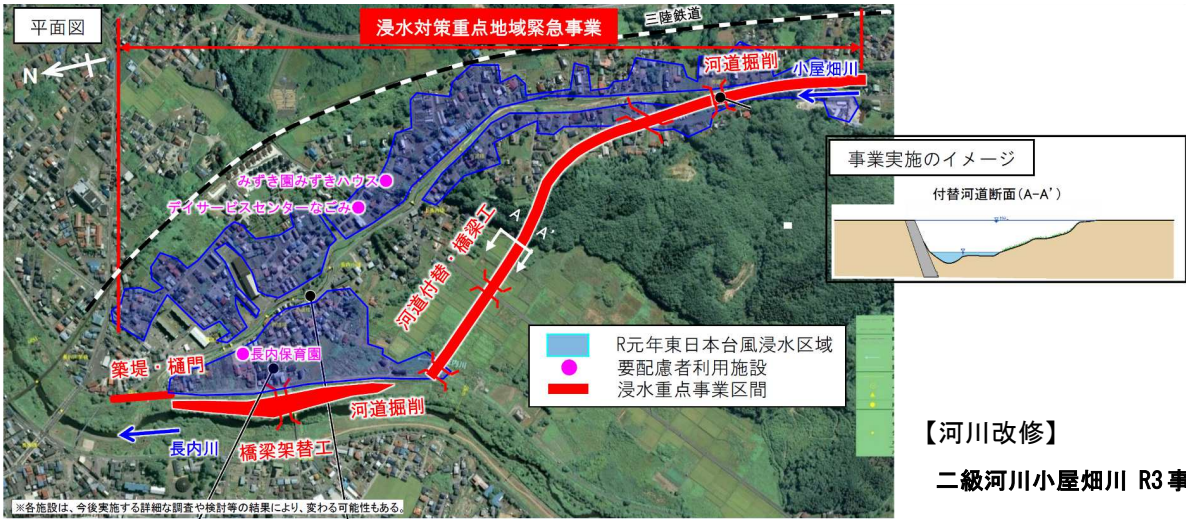 平面図
浸水対策重点地域緊急事業
三陸鉄道
N
河道掘削
小屋畑川
事業実施のイメージ
付替河道断面(A-A')
みずき園みずきハウス
デイサービスセンターなごみ
A
A'
河道付替・橋梁工
R元年東日本台風浸水区域
要配慮者利用施設
浸水重点事業区間
長内保育園
築堤・樋門
河道掘削
橋梁架替工
長内川
【河川改修】
二級河川小屋畑川 R3事
※各施設は、今後実施する詳細な調査や検討等の結果により、変わる可能性もある。